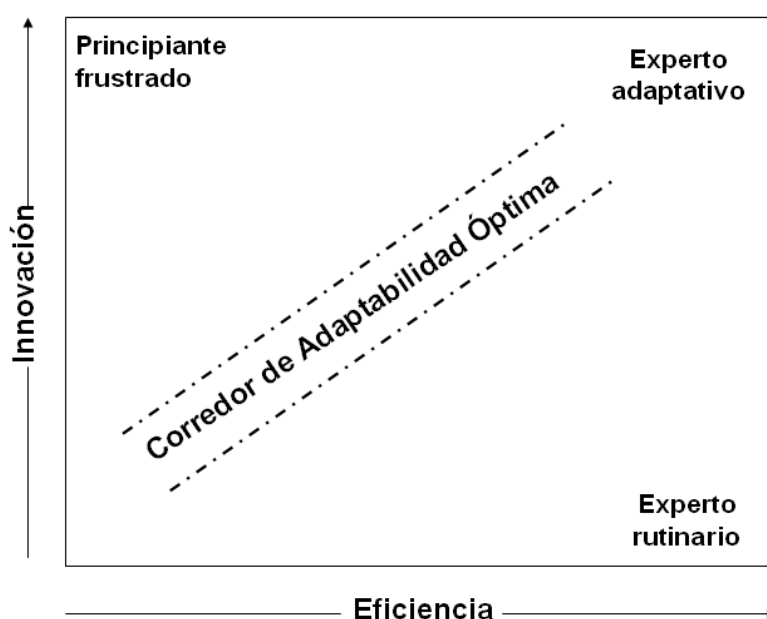 Principiante
frustrado
Experto
adaptativo
Innovación
Corredor de Adaptabilidad Óptima
Experto
rutinario
Eficiencia